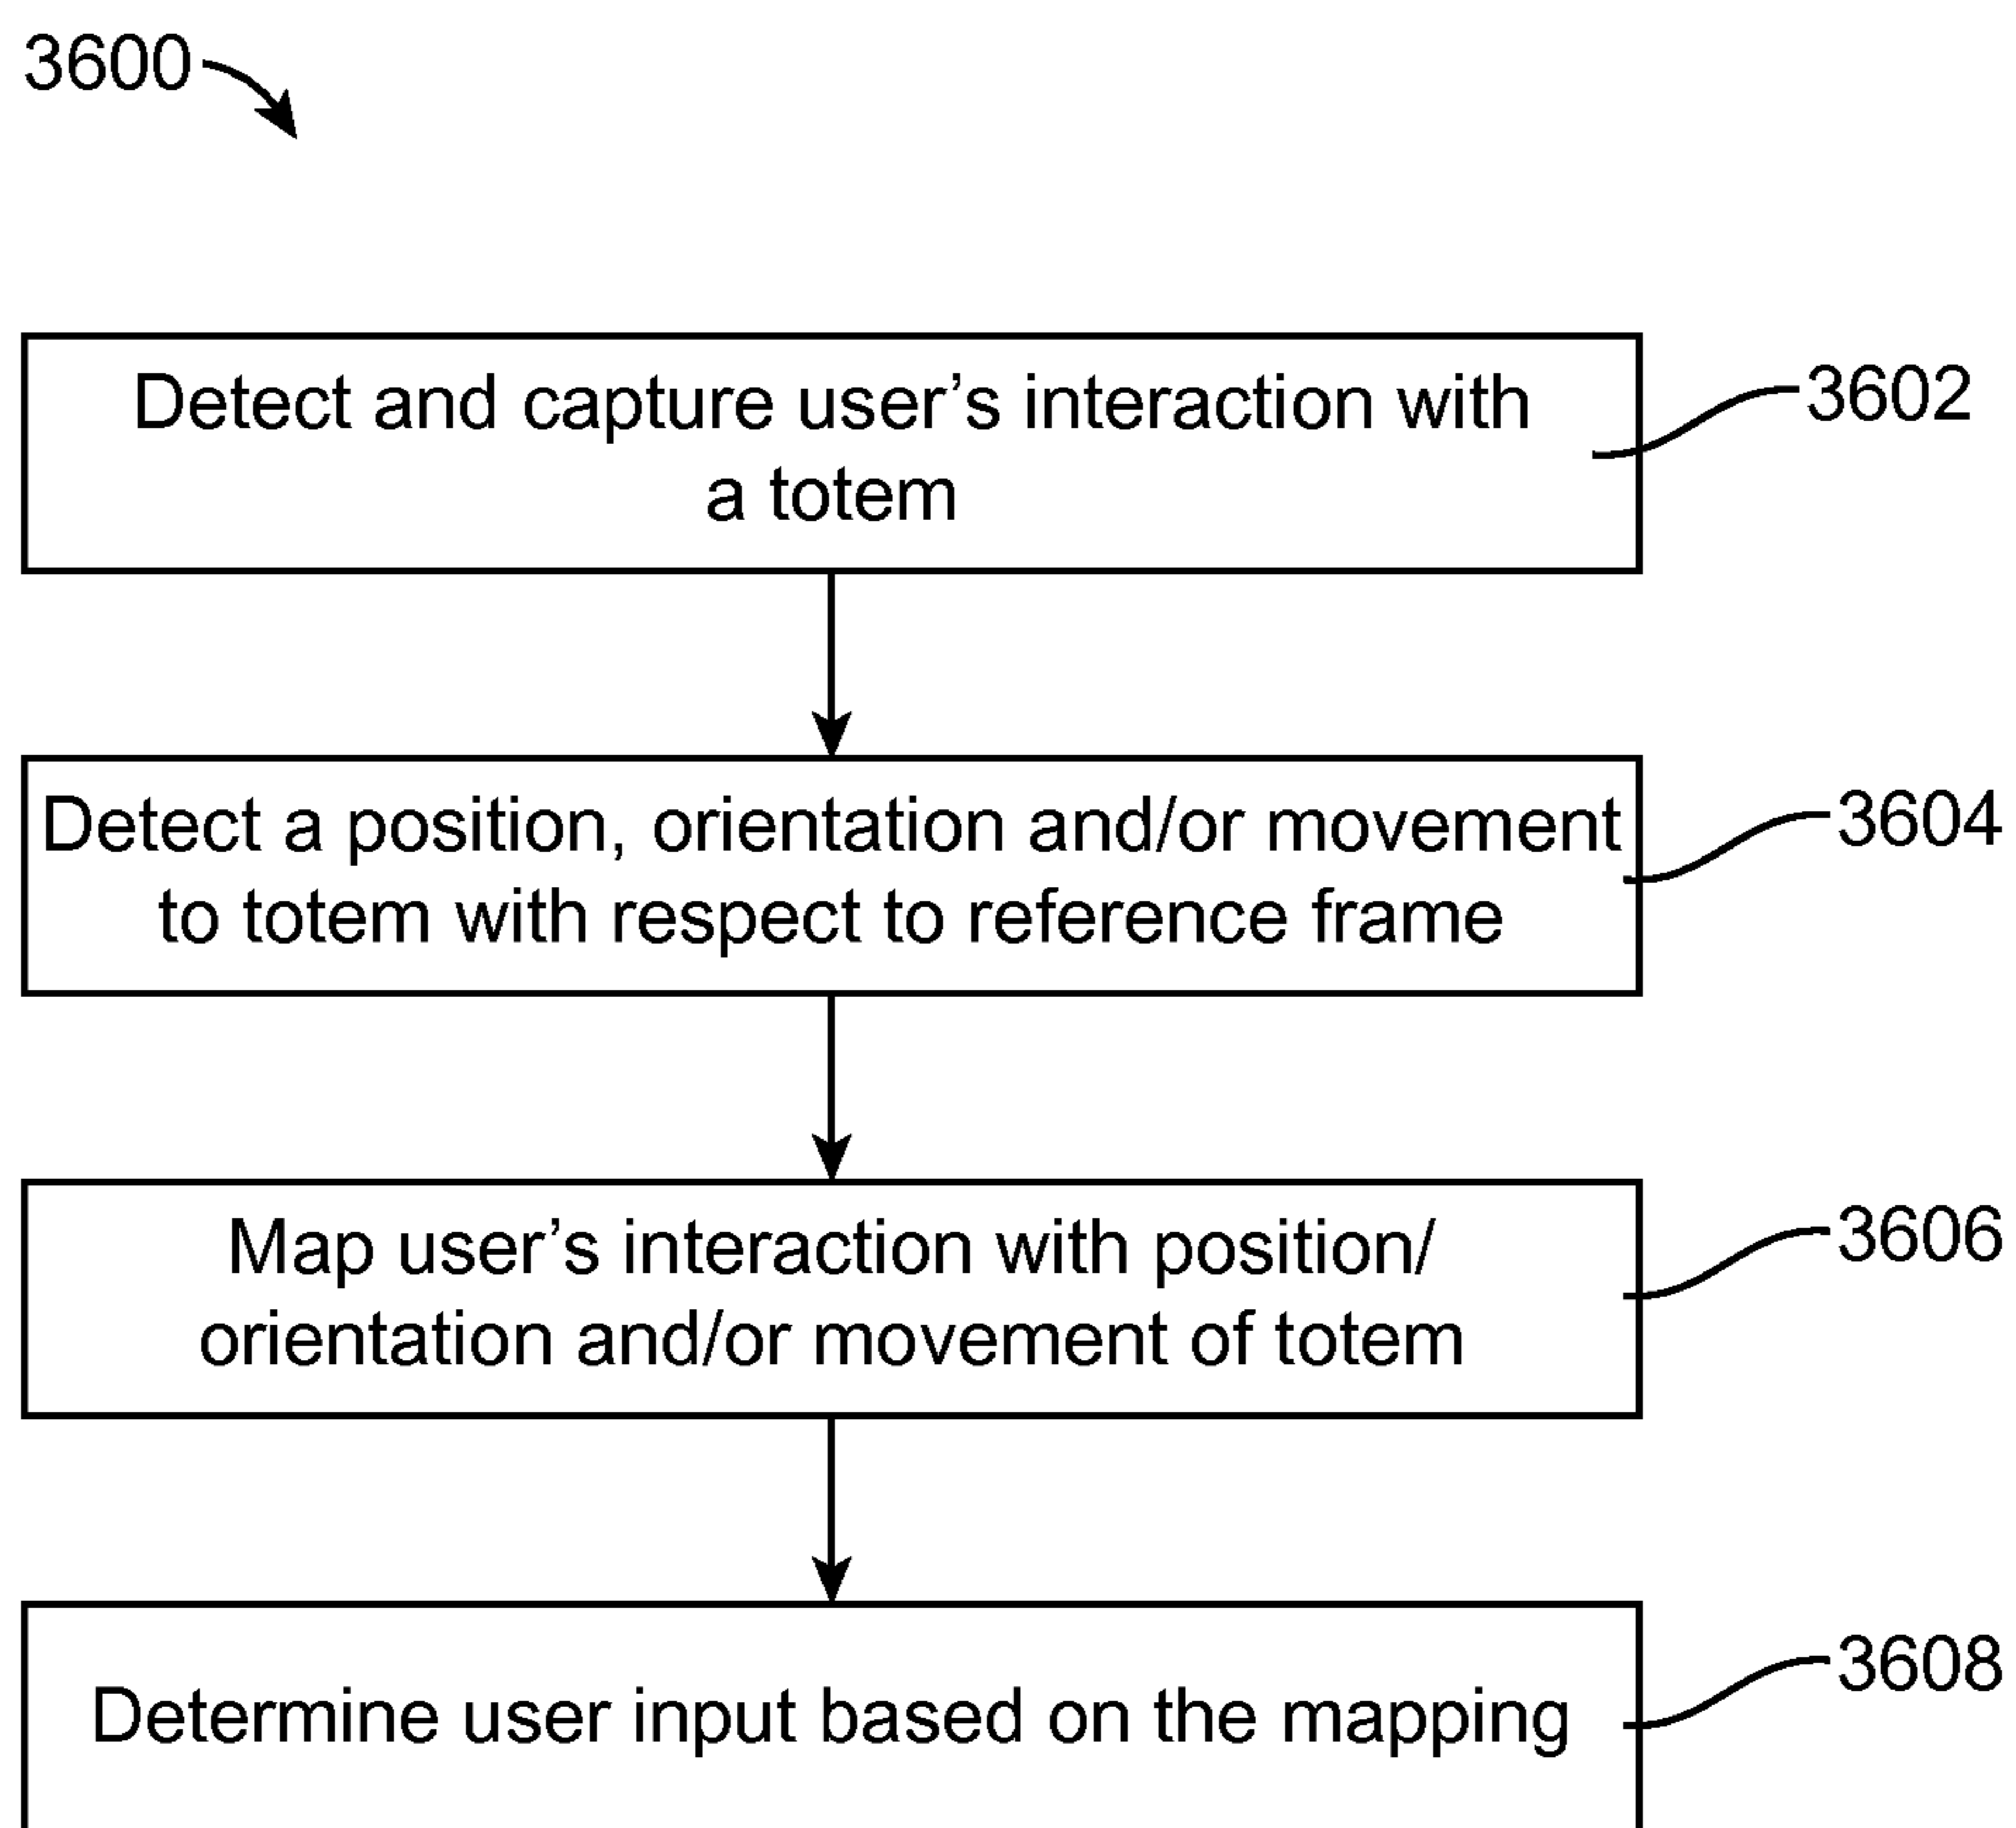 3600
Detect and capture user’s interaction with
a totem
3602
Detect a position, orientation and/or movement
to totem with respect to reference frame
3604
Map user’s interaction with position/
orientation and/or movement of totem
3606
Determine user input based on the mapping
3608